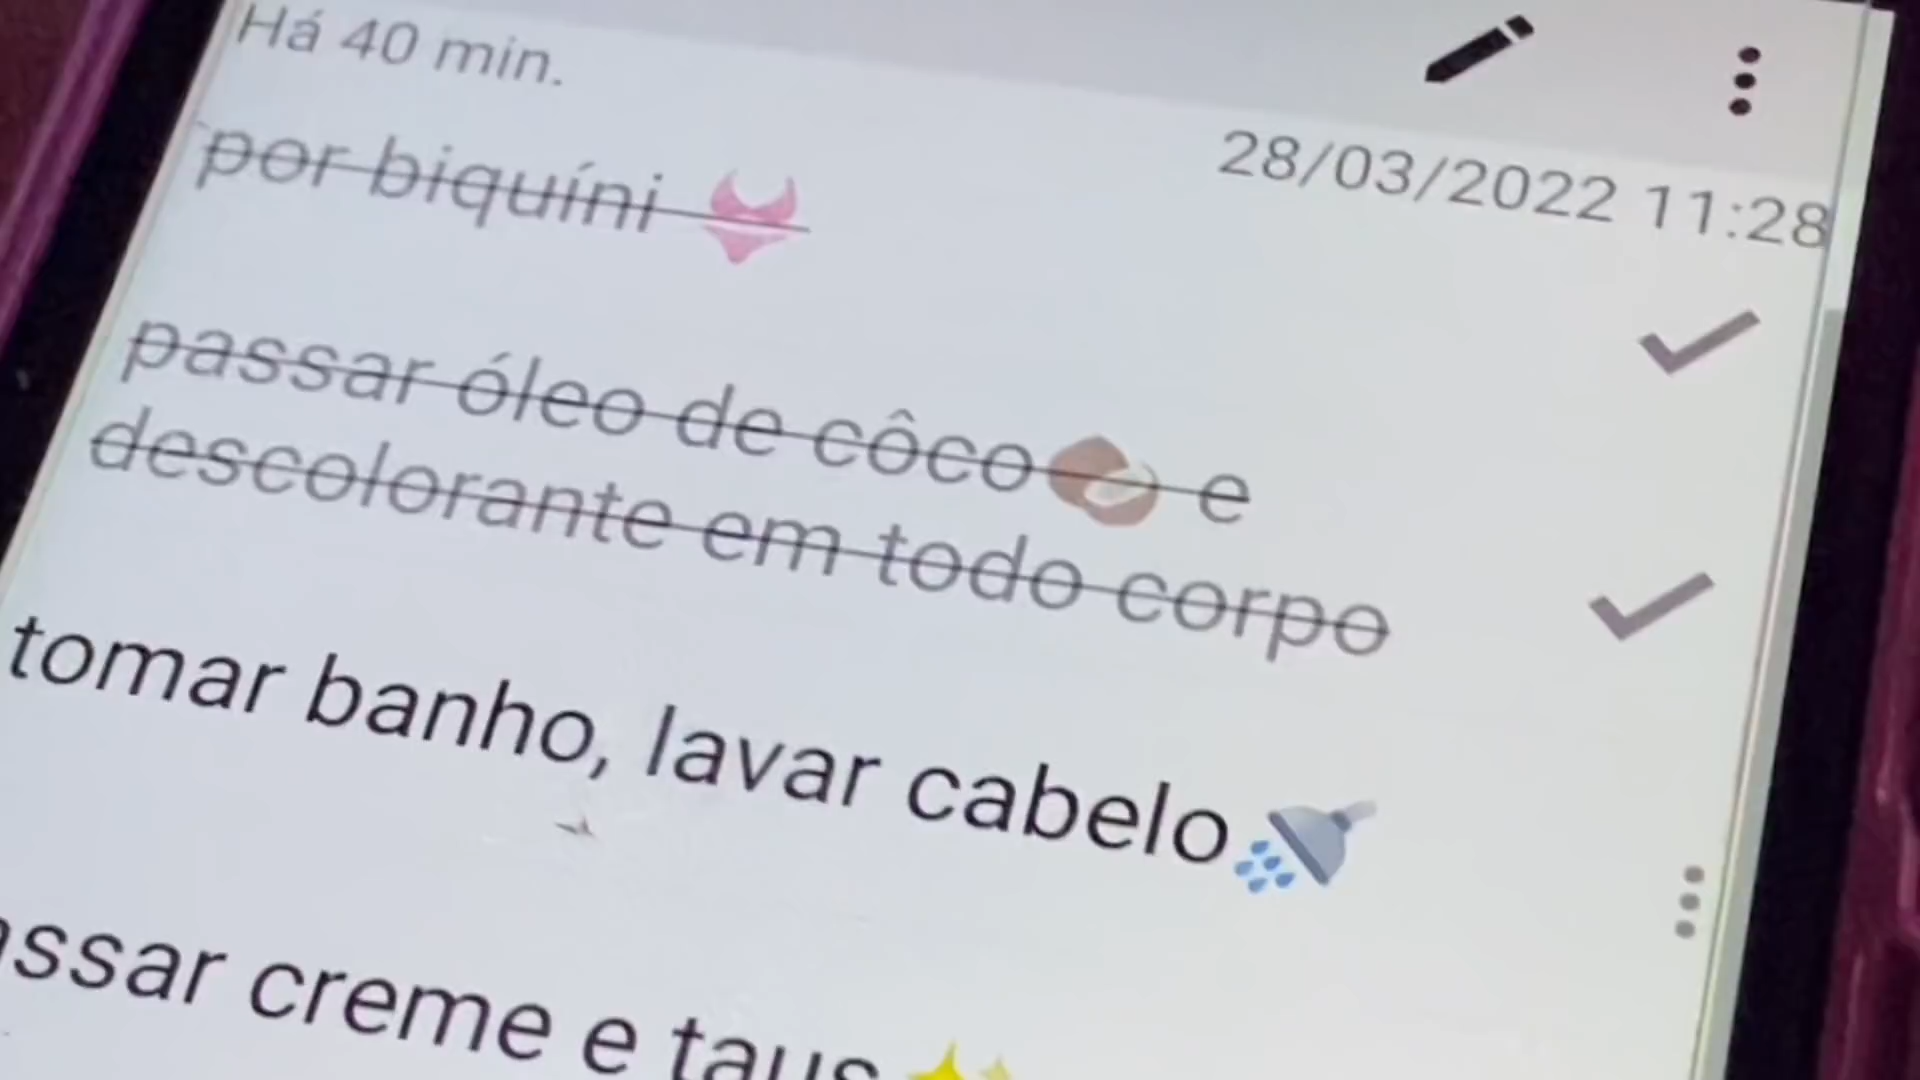 Há 40 min.
28/03/2022 11:28
por biquíni 👙
passar óleo de côco🥥 e
descolorante em todo corpo
tomar banho, lavar cabelo🚿
assar creme e taus✨